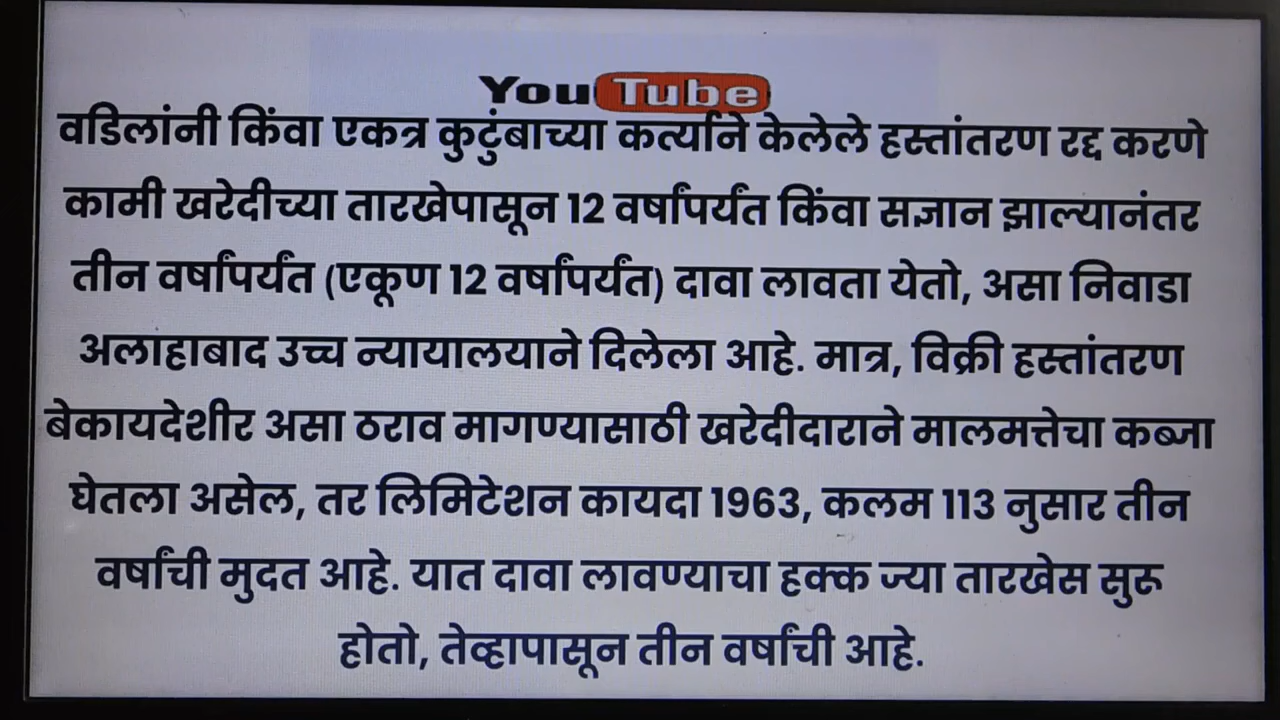 YouTube
वडिलांनी किंवा एकत्र कुटुंबाच्या कर्त्याने केलेले हस्तांतरण रद्द करणे
कामी खरेदीच्या तारखेपासून 12 वर्षांपर्यंत किंवा सज्ञान झाल्यानंतर
तीन वर्षांपर्यंत (एकूण 12 वर्षांपर्यंत) दावा लावता येतो, असा निवाडा
अलाहाबाद उच्च न्यायालयाने दिलेला आहे. मात्र, विक्री हस्तांतरण
बेकायदेशीर असा ठराव मागण्यासाठी खरेदीदाराने मालमत्तेचा कब्जा
घेतला असेल, तर लिमिटेशन कायदा 1963, कलम 113 नुसार तीन
वर्षांची मुदत आहे. यात दावा लावण्याचा हक्क ज्या तारखेस सुरू
होतो, तेव्हापासून तीन वर्षांची आहे.